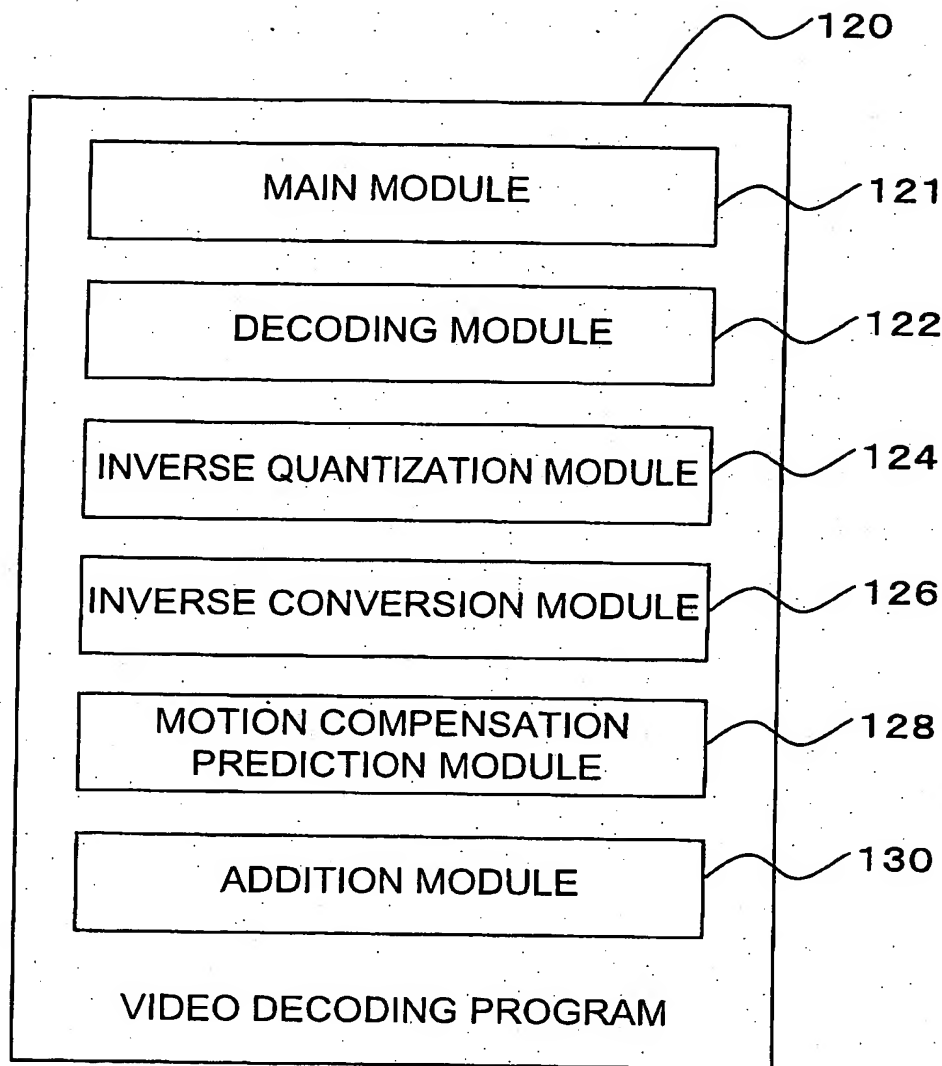 120
MAIN MODULE
121
DECODING MODULE
122
INVERSE QUANTIZATION MODULE
124
INVERSE CONVERSION MODULE
126
MOTION COMPENSATION
PREDICTION MODULE
128
ADDITION MODULE
130
VIDEO DECODING PROGRAM